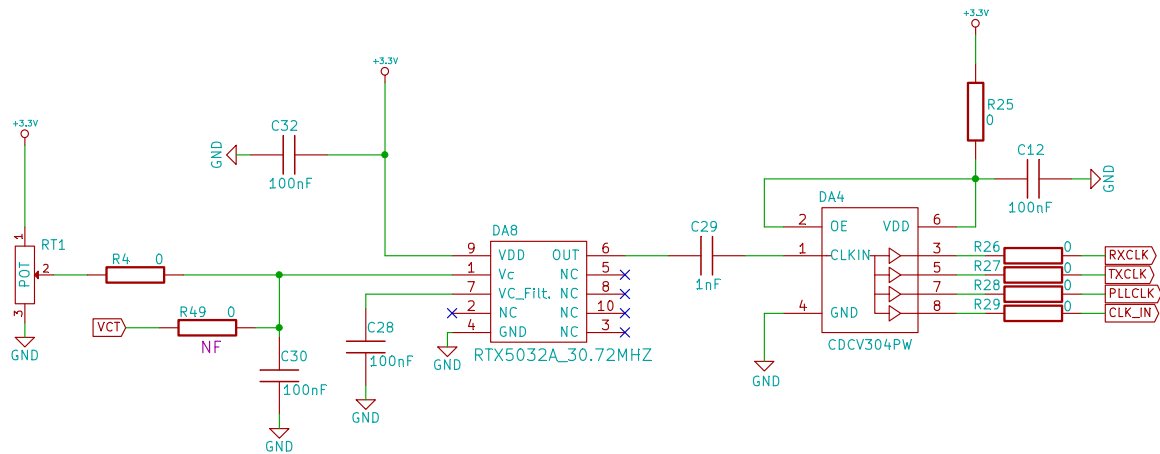 +3.3V
+3.3V
+3.3V
R25
0
C32
GND
100nF
C12
GND
100nF
DA4
2 OE VDD 6
1 CLKIN 3
5
7
4 GND 8
CDCV304PW
GND
R26 0 RXCLK
R27 0 TXCLK
R28 0 PLLCLK
R29 0 CLK_IN
C29
1nF
DA8
9 VDD OUT 6
1 Vc NC 5
7 VC_Filt. NC 8
2 NC NC 10
4 GND NC 3
RTX5032A_30.72MHZ
GND
1
RT1
POT
2
3
GND
R4 0
R49 0
VCT
NF
C30
100nF
GND
C28
100nF
GND